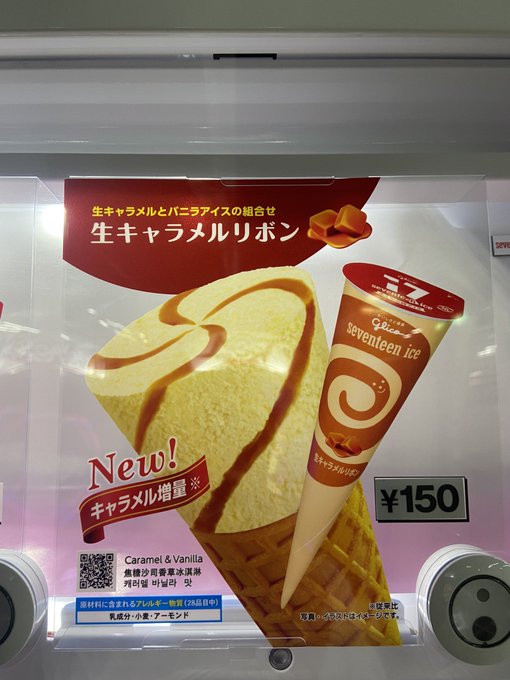 生キャラメルとバニラアイスの組合せ
生キャラメルリボン
17
seventeen ice
Glico
seventeen ice
生キャラメルリボン
New!
キャラメル増量※
¥150
Caramel & Vanilla
焦糖沙司香草冰淇淋
캐러멜 바닐라 맛
原材料に含まれるアレルギー物質(28品目中)
乳成分・小麦・アーモンド
※従来比
写真・イラストはイメージです。